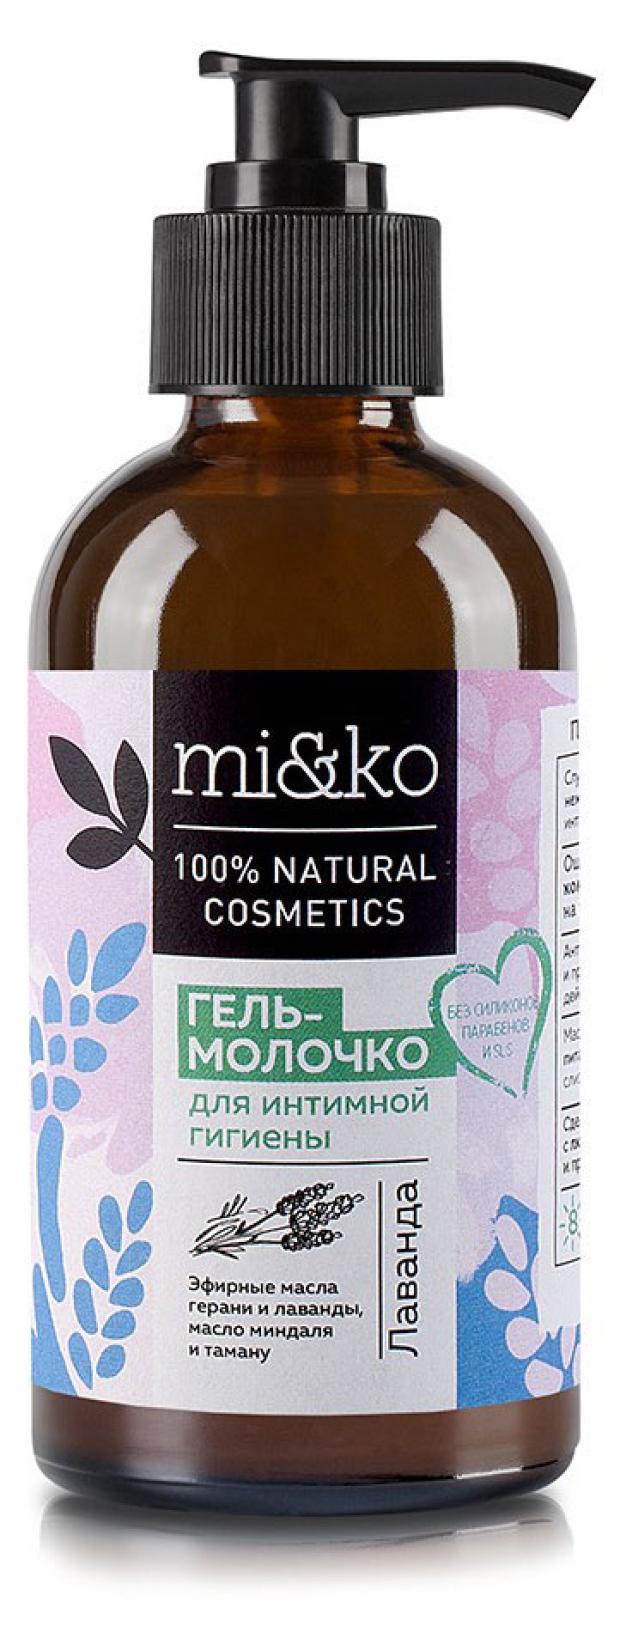 mi&ko
100% NATURAL
COSMETICS
ГЕЛЬ-
МОЛОЧКО
для интимной
гигиены
Эфирные масла
герани и лаванды,
масло миндаля
и таману
Лаванда
БЕЗ СИЛИКОНОВ
ПАРАБЕНОВ
И SLS
на
и